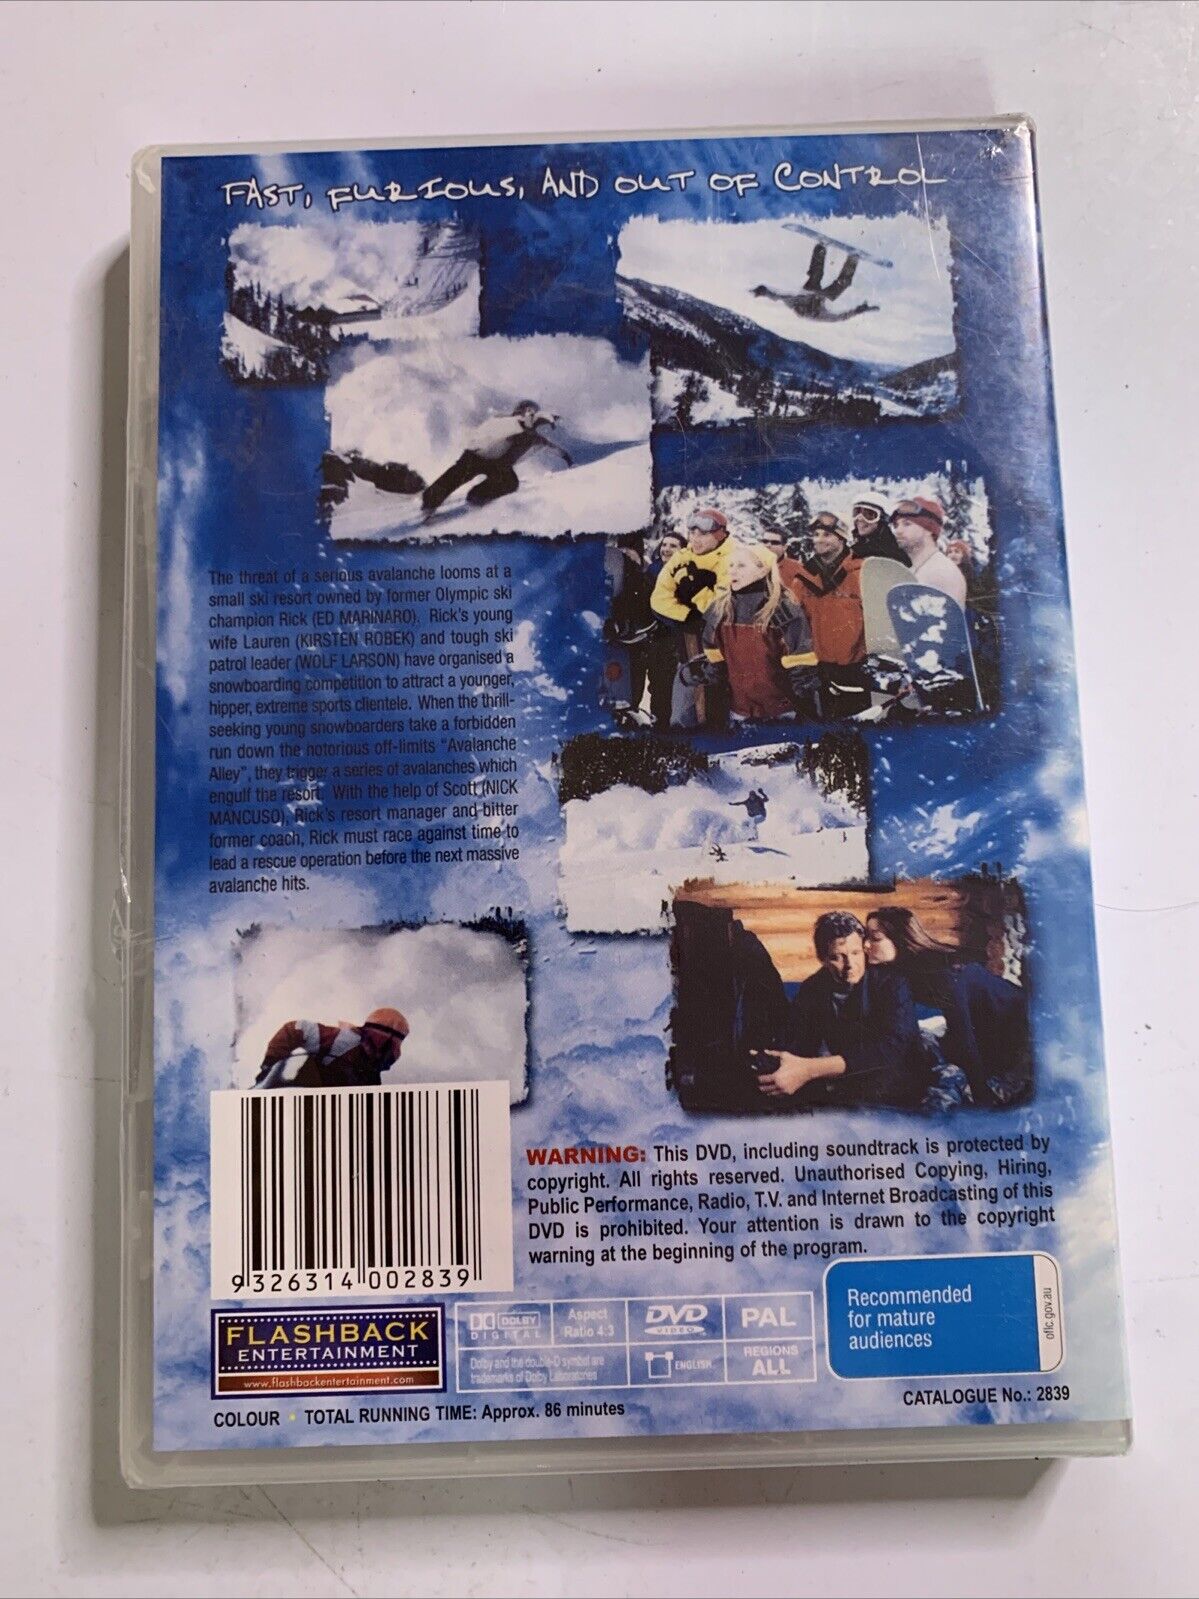 FAST, FURIOUS, AND OUT OF CONTROL
The threat of a serious avalanche looms at a
small ski resort owned by former Olympic ski
champion Rick (ED MARINARO). Rick's young
wife Lauren (KIRSTEN ROBEK) and tough ski
patrol leader (WOLF LARSON) have organised a
snowboarding competition to attract a younger,
hipper, extreme sports clientele. When the thrill-
seeking young snowboarders take a forbidden
run down the notorious off-limits "Avalanche
Alley", they trigger a series of avalanches which
engulf the resort. With the help of Scott (NICK
MANCUSO), Rick's resort manager and bitter
former coach, Rick must race against time to
lead a rescue operation before the next massive
avalanche hits.
WARNING: This DVD, including soundtrack is protected by
copyright. All rights reserved. Unauthorised Copying, Hiring,
Public Performance, Radio, T.V. and Internet Broadcasting of this
DVD is prohibited. Your attention is drawn to the copyright
warning at the beginning of the program.
9 326314 002839
FLASHBACK
ENTERTAINMENT
www.flashbackentertainment.com
DOLBY
DIGITAL
Aspect
Ratio 4:3
DVD
VIDEO
PAL
Dolby and the double-D symbol are
trademarks of Dolby Laboratories
ENGLISH
REGIONS
ALL
Recommended
for mature
audiences
oflc.gov.au
COLOUR • TOTAL RUNNING TIME: Approx. 86 minutes
CATALOGUE No.: 2839